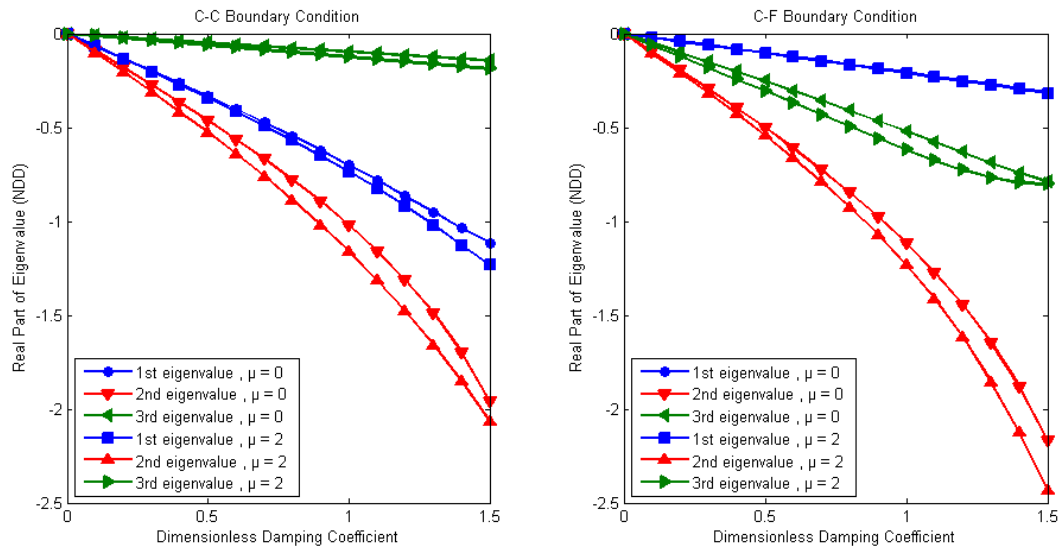 C-C Boundary Condition
Real Part of Eigenvalue (NDD)
0
-0.5
-1
-1.5
-2
-2.5
1st eigenvalue , μ = 0
2nd eigenvalue , μ = 0
3rd eigenvalue , μ = 0
1st eigenvalue , μ = 2
2nd eigenvalue , μ = 2
3rd eigenvalue , μ = 2
0 0.5 1 1.5
Dimensionless Damping Coefficient
C-F Boundary Condition
Real Part of Eigenvalue (NDD)
0
-0.5
-1
-1.5
-2
-2.5
1st eigenvalue , μ = 0
2nd eigenvalue , μ = 0
3rd eigenvalue , μ = 0
1st eigenvalue , μ = 2
2nd eigenvalue , μ = 2
3rd eigenvalue , μ = 2
0 0.5 1 1.5
Dimensionless Damping Coefficient